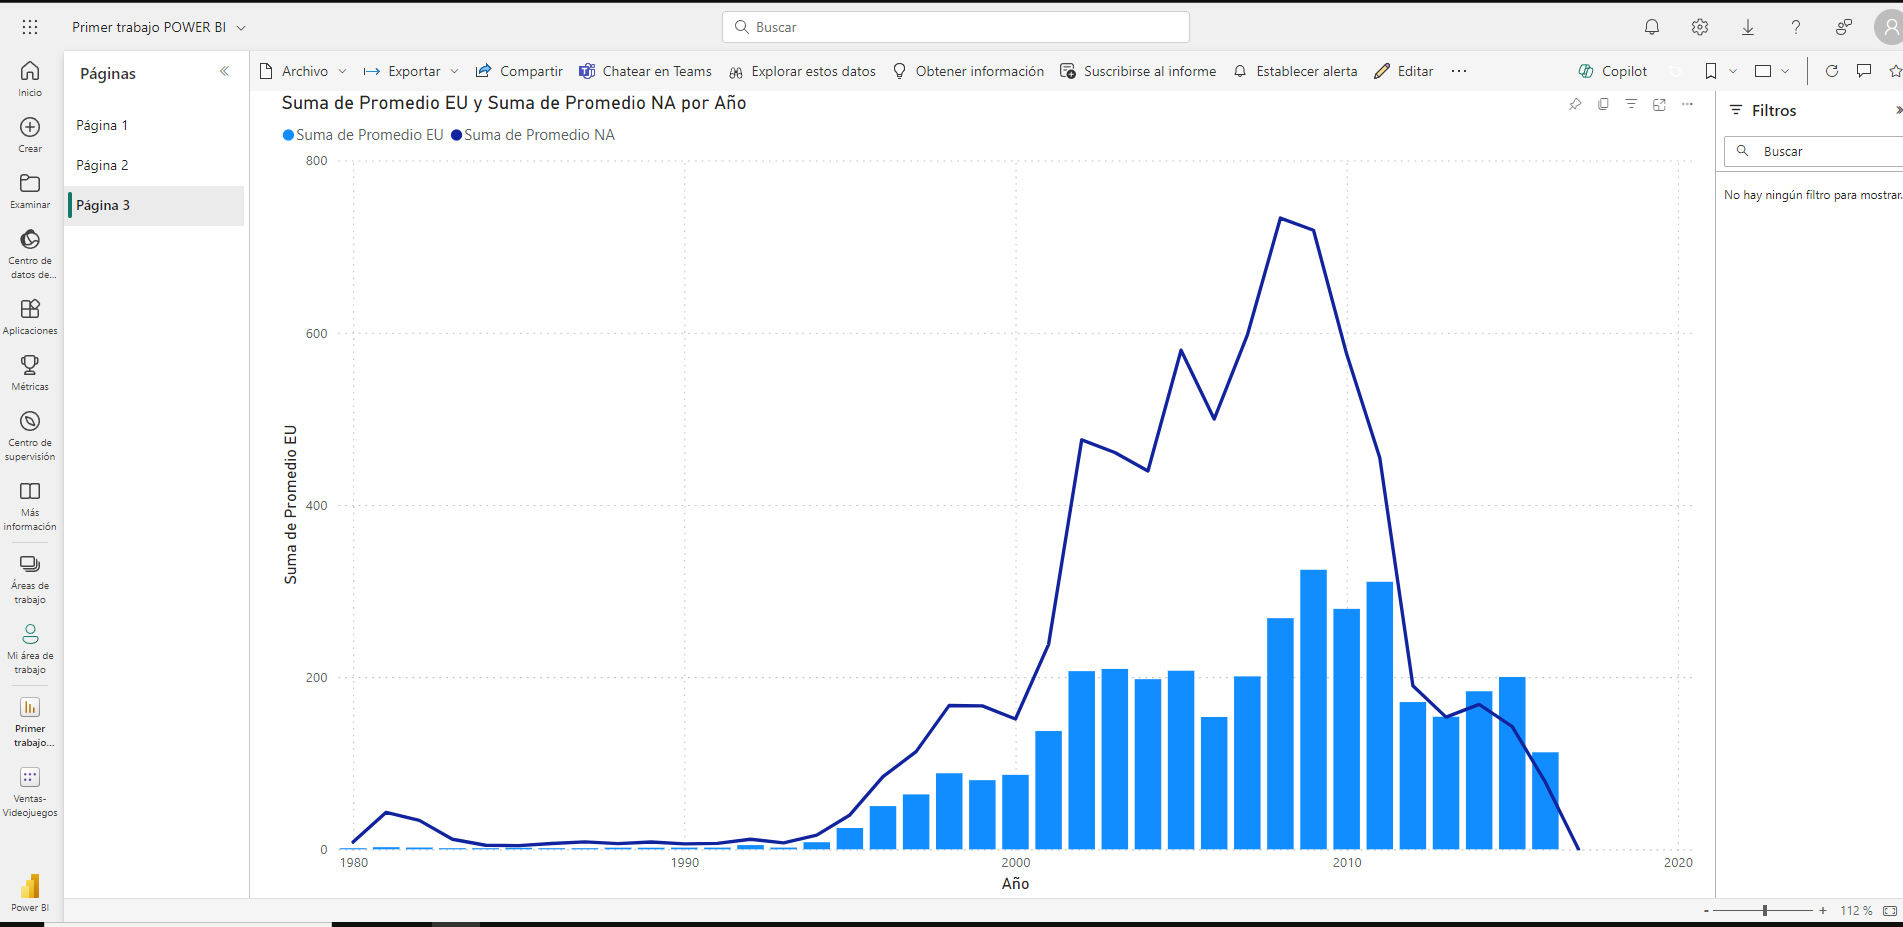 Primer trabajo POWER BI
Buscar
Inicio
Crear
Examinar
Centro de
datos de...
Aplicaciones
Métricas
Centro de
supervisión
Más
información
Áreas de
trabajo
Mi área de
trabajo
Primer
trabajo...
Ventas-
Videojuegos
Power BI
Páginas
Página 1
Página 2
Página 3
Archivo
Exportar
Compartir
Chatear en Teams
Explorar estos datos
Obtener información
Suscribirse al informe
Establecer alerta
Editar
Copilot
Suma de Promedio EU y Suma de Promedio NA por Año
Suma de Promedio EU
Suma de Promedio NA
Suma de Promedio EU
800
600
400
200
0
1980
1990
2000
2010
2020
Año
Filtros
Buscar
No hay ningún filtro para mostrar.
- + 112 %